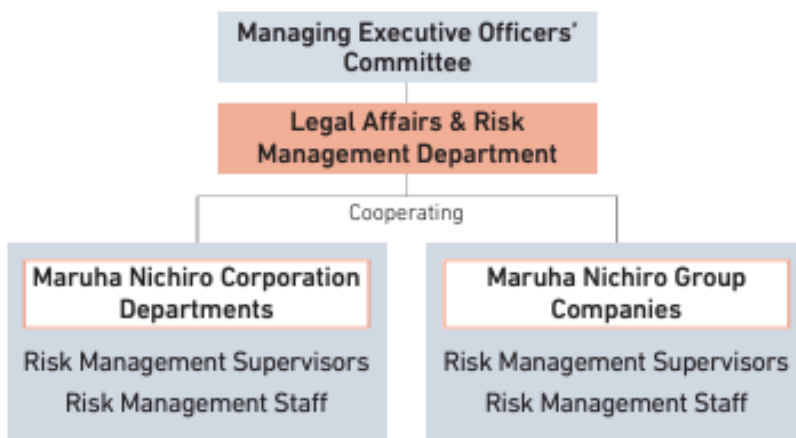 Managing Executive Officers’
Committee
Legal Affairs & Risk
Management Department
Cooperating
Maruha Nichiro Corporation
Departments
Risk Management Supervisors
Risk Management Staff
Maruha Nichiro Group
Companies
Risk Management Supervisors
Risk Management Staff